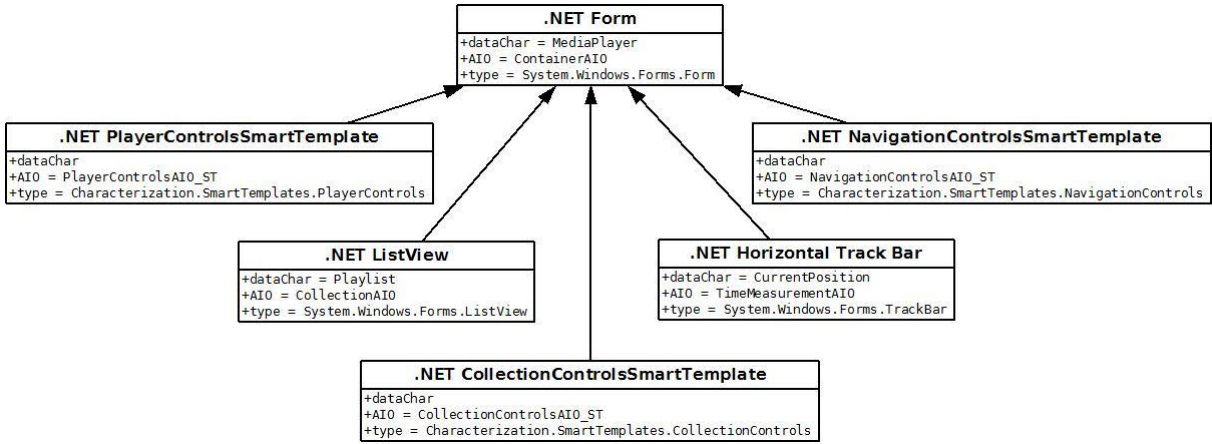 .NET Form
+dataChar = MediaPlayer
+AIO = ContainerAIO
+type = System.Windows.Forms.Form
.NET PlayerControlsSmartTemplate
+dataChar
+AIO = PlayerControlsAIO_ST
+type = Characterization.SmartTemplates.PlayerControls
.NET NavigationControlsSmartTemplate
+dataChar
+AIO = NavigationControlsAIO_ST
+type = Characterization.SmartTemplates.NavigationControls
.NET ListView
+dataChar = Playlist
+AIO = CollectionAIO
+type = System.Windows.Forms.ListView
.NET Horizontal Track Bar
+dataChar = CurrentPosition
+AIO = TimeMeasurementAIO
+type = System.Windows.Forms.TrackBar
.NET CollectionControlsSmartTemplate
+dataChar
+AIO = CollectionControlsAIO_ST
+type = Characterization.SmartTemplates.CollectionControls